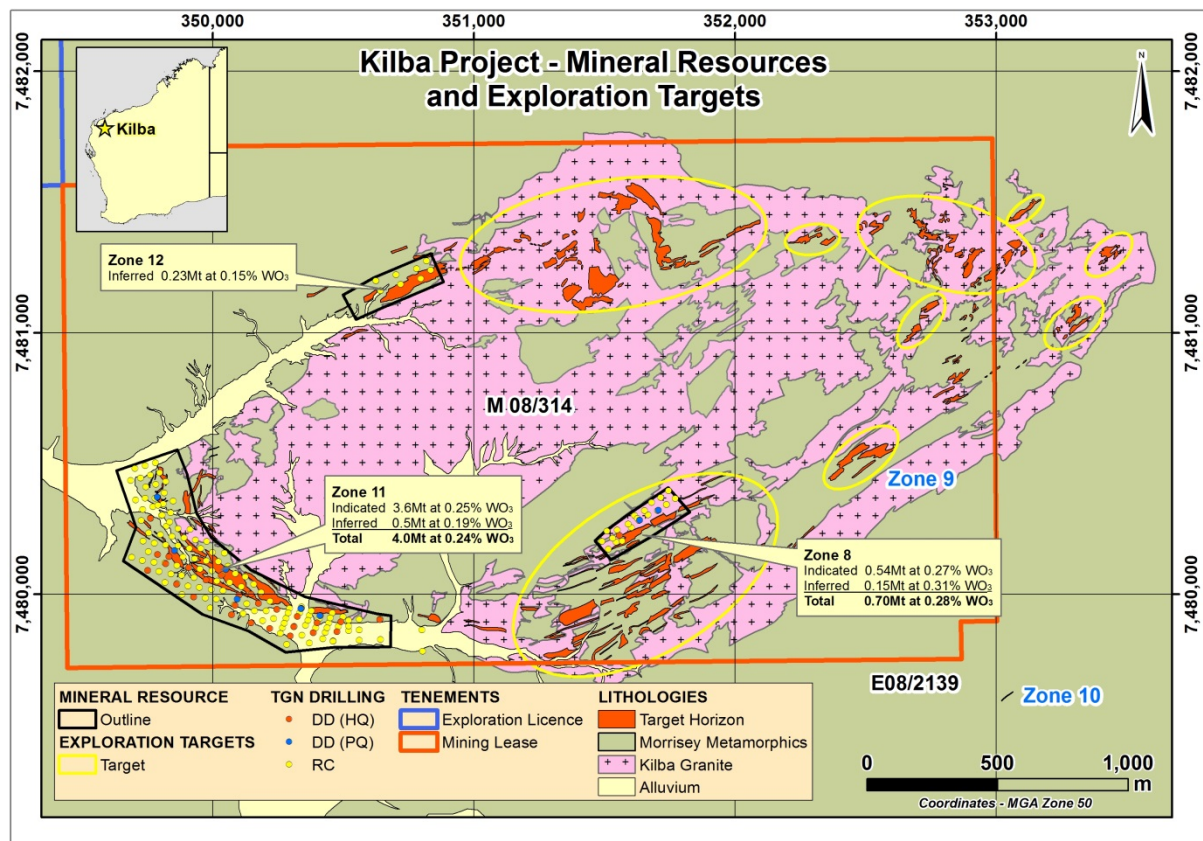 350,000
351,000
352,000
353,000
7,482,000
7,482,000
Kilba Project - Mineral Resources
and Exploration Targets
N
Kilba
Zone 12
Inferred 0.23Mt at 0.15% WO₃
7,481,000
7,481,000
M 08/314
Zone 11
Indicated 3.6Mt at 0.25% WO₃
Inferred 0.5Mt at 0.19% WO₃
Total 4.0Mt at 0.24% WO₃
Zone 9
Zone 8
Indicated 0.54Mt at 0.27% WO₃
Inferred 0.15Mt at 0.31% WO₃
Total 0.70Mt at 0.28% WO₃
7,480,000
7,480,000
E08/2139
Zone 10
MINERAL RESOURCE
Outline
EXPLORATION TARGETS
Target
TGN DRILLING
DD (HQ)
DD (PQ)
RC
TENEMENTS
Exploration Licence
Mining Lease
LITHOLOGIES
Target Horizon
Morrisey Metamorphics
Kilba Granite
Alluvium
0 500 1,000
m
Coordinates - MGA Zone 50